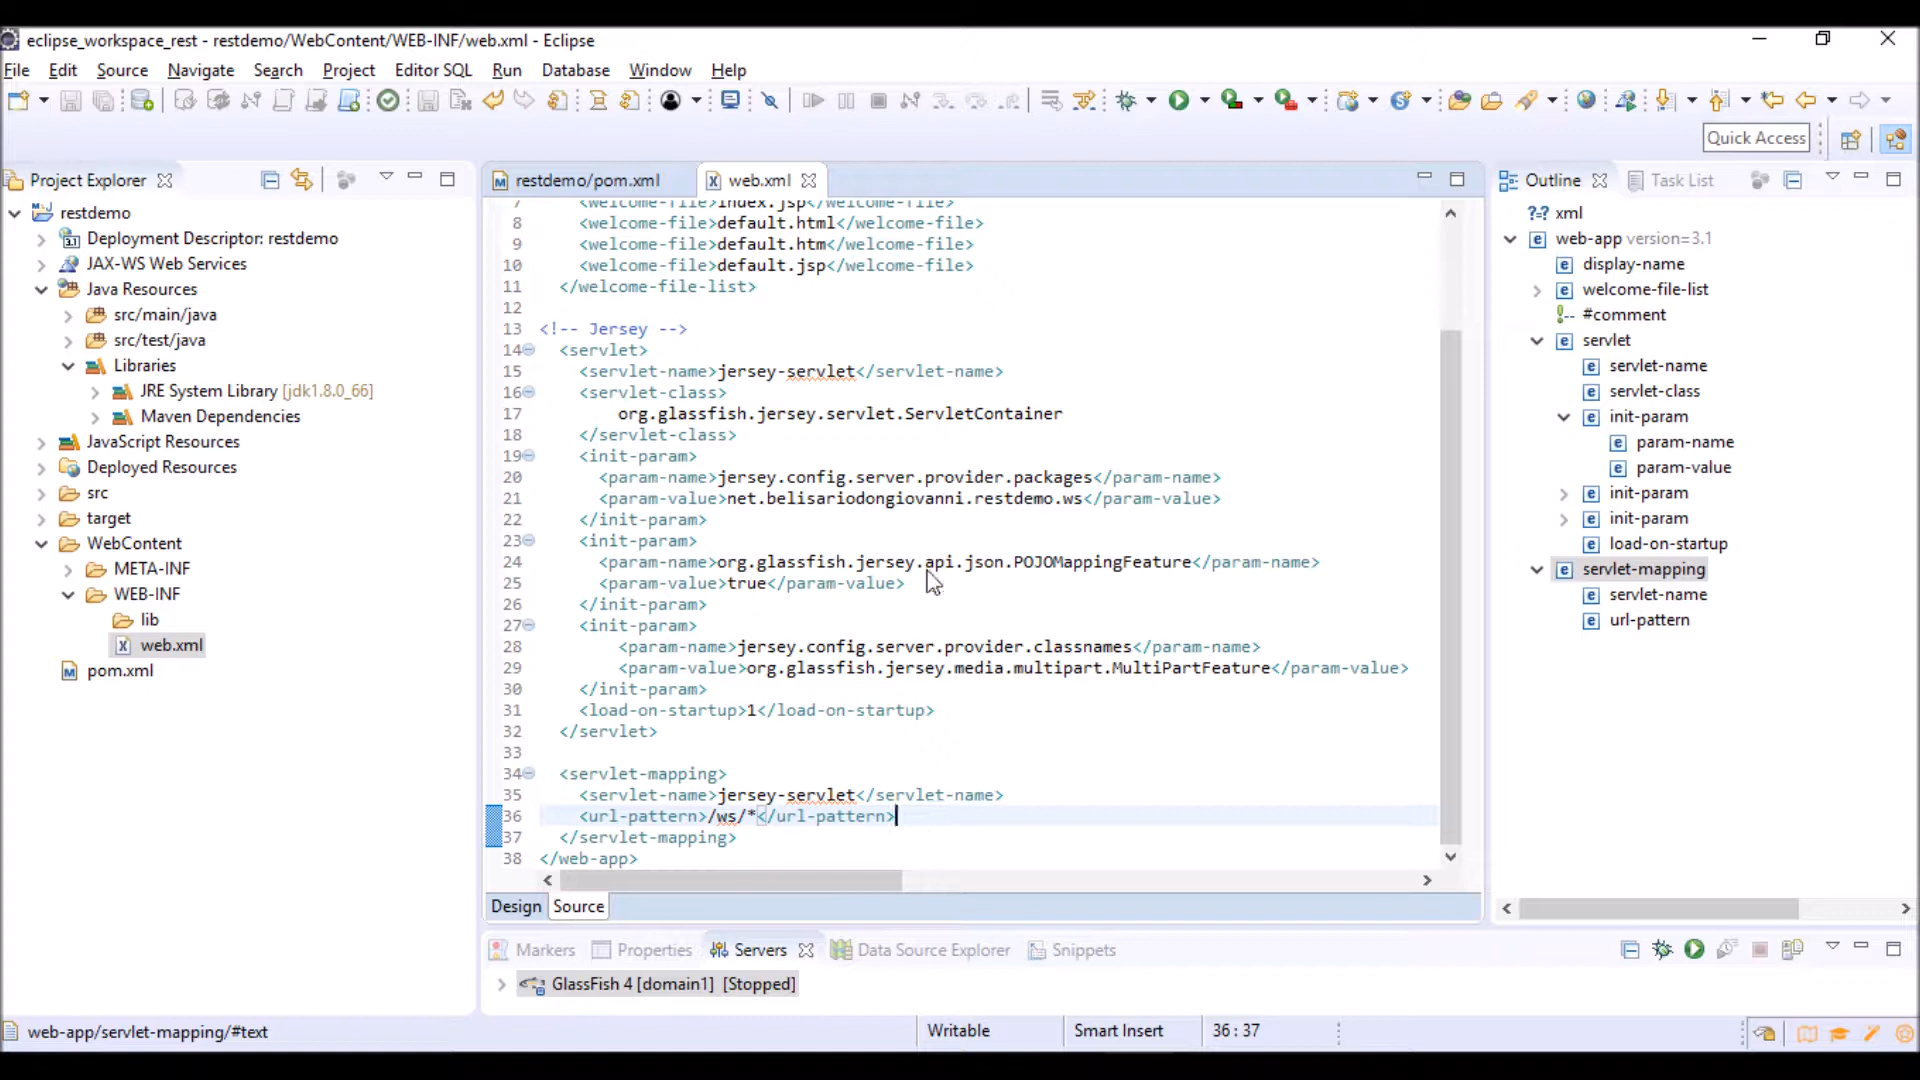 eclipse_workspace_rest - restdemo/WebContent/WEB-INF/web.xml - Eclipse
File Edit Source Navigate Search Project Editor SQL Run Database Window Help
Quick Access
Project Explorer
restdemo
Deployment Descriptor: restdemo
JAX-WS Web Services
Java Resources
src/main/java
src/test/java
Libraries
JRE System Library [jdk1.8.0_66]
Maven Dependencies
JavaScript Resources
Deployed Resources
src
target
WebContent
META-INF
WEB-INF
lib
web.xml
pom.xml
restdemo/pom.xml web.xml
7 <welcome-file>index.jsp</welcome-file>
8 <welcome-file>default.html</welcome-file>
9 <welcome-file>default.htm</welcome-file>
10 <welcome-file>default.jsp</welcome-file>
11 </welcome-file-list>
12
13 <!-- Jersey -->
14 <servlet>
15 <servlet-name>jersey-servlet</servlet-name>
16 <servlet-class>
17 org.glassfish.jersey.servlet.ServletContainer
18 </servlet-class>
19 <init-param>
20 <param-name>jersey.config.server.provider.packages</param-name>
21 <param-value>net.belisariodongiovanni.restdemo.ws</param-value>
22 </init-param>
23 <init-param>
24 <param-name>org.glassfish.jersey.api.json.POJOMappingFeature</param-name>
25 <param-value>true</param-value>
26 </init-param>
27 <init-param>
28 <param-name>jersey.config.server.provider.classnames</param-name>
29 <param-value>org.glassfish.jersey.media.multipart.MultiPartFeature</param-value>
30 </init-param>
31 <load-on-startup>1</load-on-startup>
32 </servlet>
33
34 <servlet-mapping>
35 <servlet-name>jersey-servlet</servlet-name>
36 <url-pattern>/ws/*</url-pattern>
37 </servlet-mapping>
38 </web-app>
Design Source
Outline Task List
?=? xml
web-app version=3.1
display-name
welcome-file-list
#comment
servlet
servlet-name
servlet-class
init-param
param-name
param-value
init-param
init-param
load-on-startup
servlet-mapping
servlet-name
url-pattern
Markers Properties Servers Data Source Explorer Snippets
GlassFish 4 [domain1] [Stopped]
web-app/servlet-mapping/#text Writable Smart Insert 36 : 37